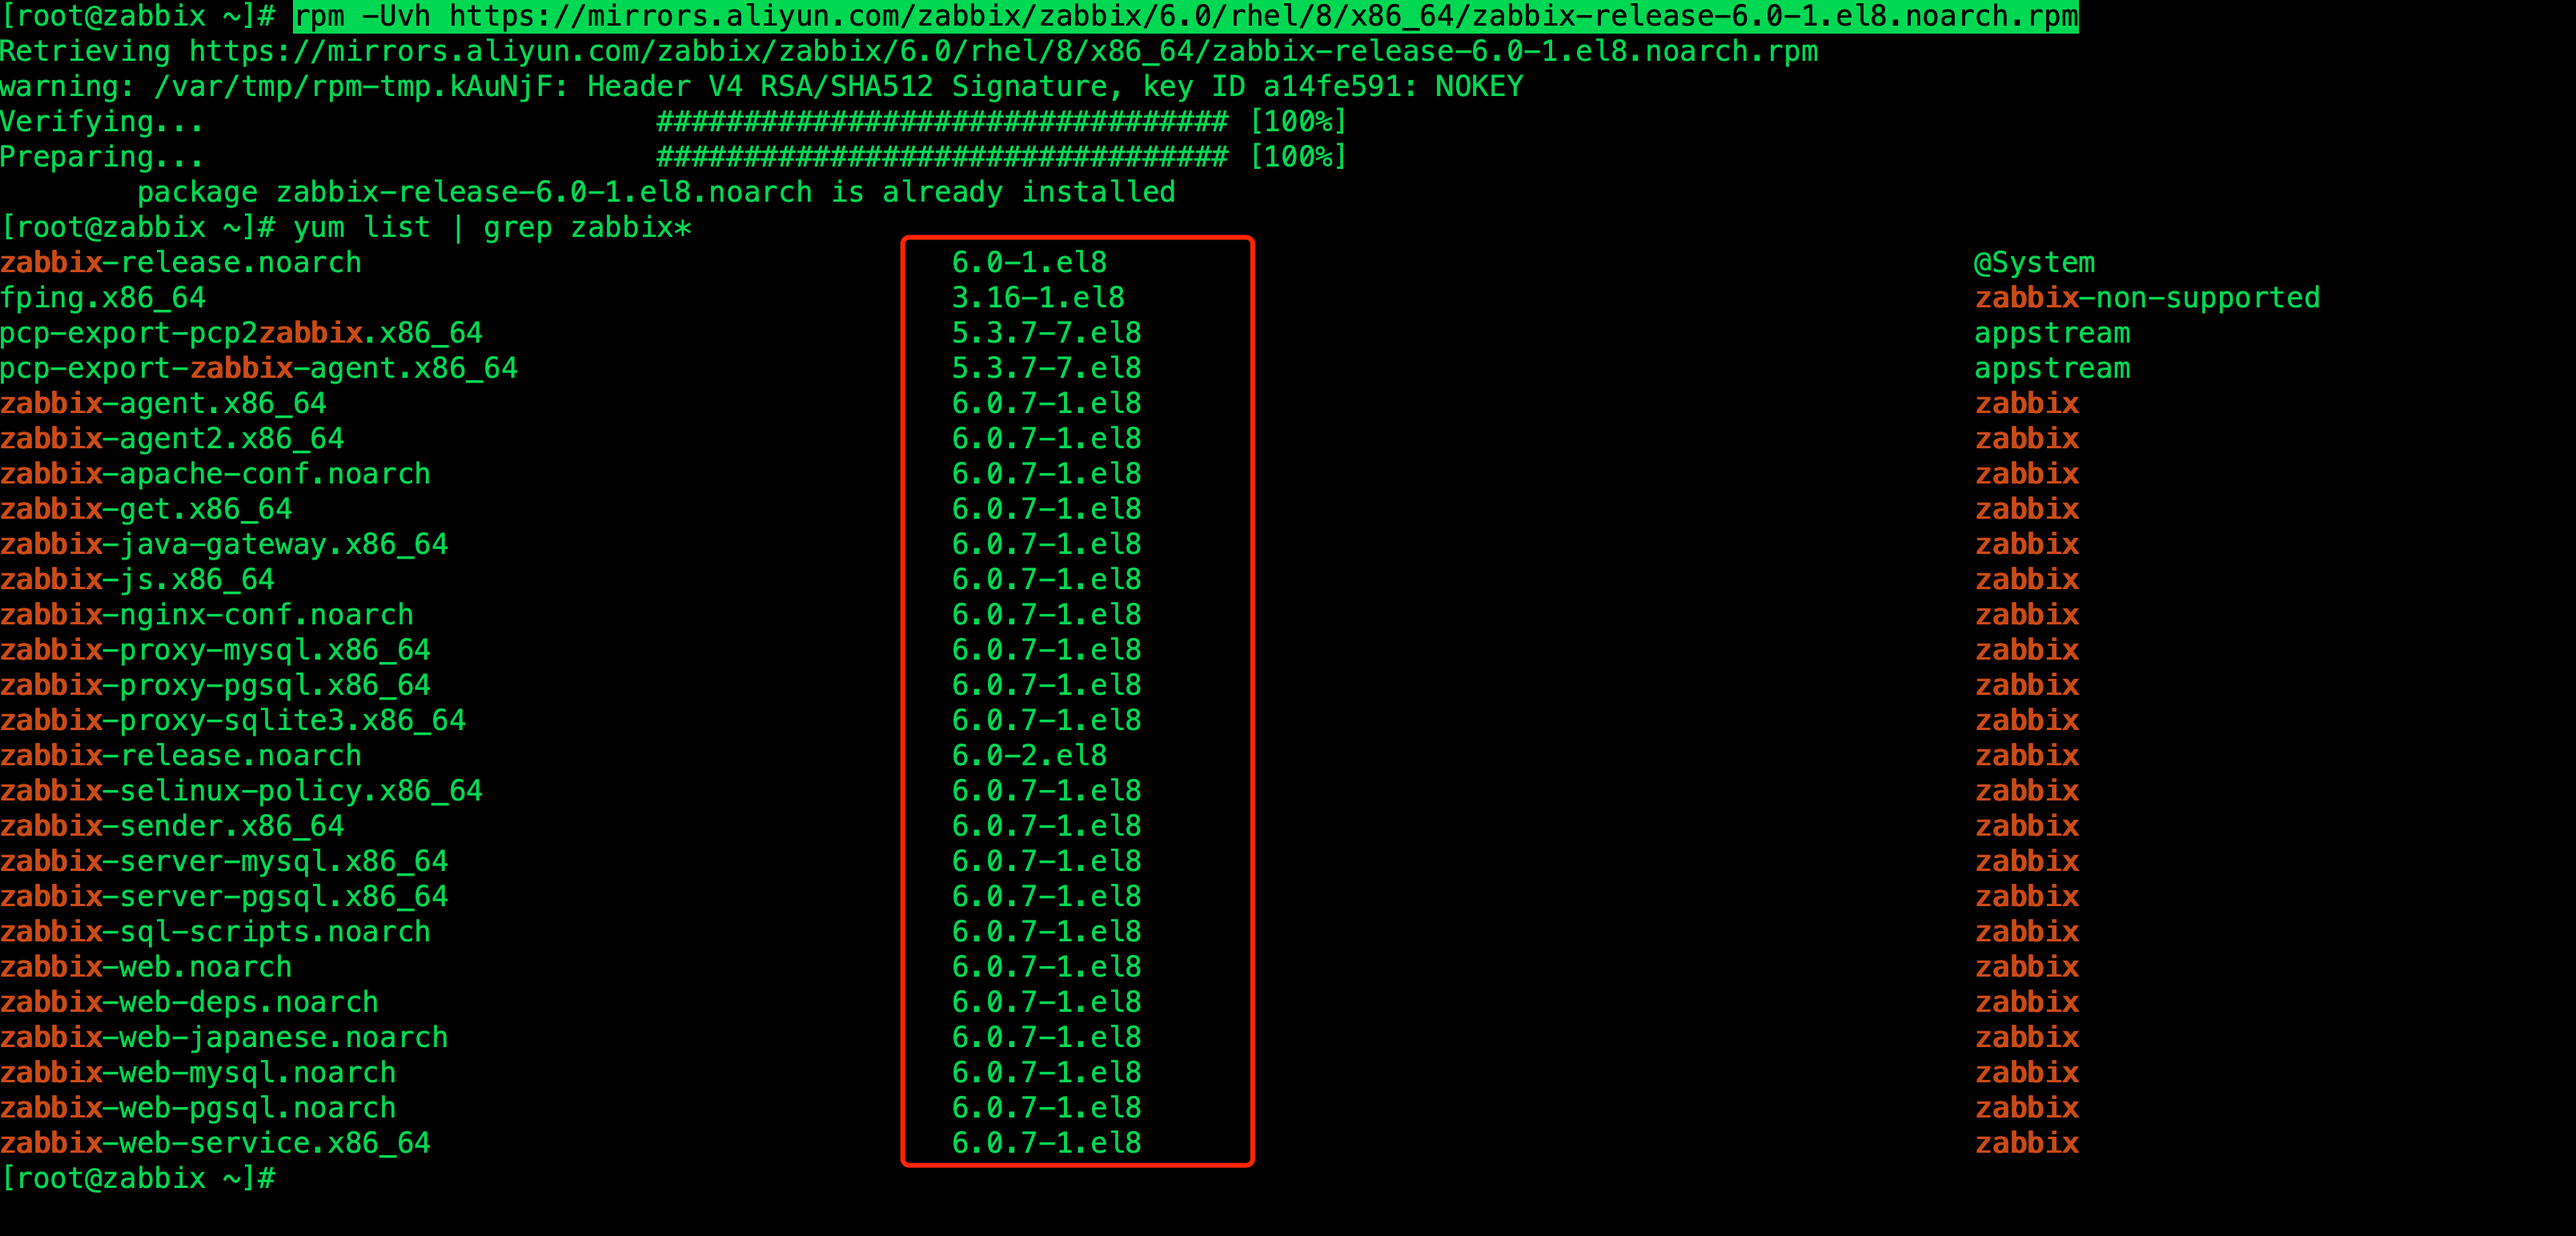 [root@zabbix ~]# rpm -Uvh https://mirrors.aliyun.com/zabbix/zabbix/6.0/rhel/8/x86_64/zabbix-release-6.0-1.el8.noarch.rpm
Retrieving https://mirrors.aliyun.com/zabbix/zabbix/6.0/rhel/8/x86_64/zabbix-release-6.0-1.el8.noarch.rpm
warning: /var/tmp/rpm-tmp.kAuNjF: Header V4 RSA/SHA512 Signature, key ID a14fe591: NOKEY
Verifying... ################################# [100%]
Preparing... ################################# [100%]
package zabbix-release-6.0-1.el8.noarch is already installed
[root@zabbix ~]# yum list | grep zabbix*
zabbix-release.noarch 6.0-1.el8 @System
fping.x86_64 3.16-1.el8 zabbix-non-supported
pcp-export-pcp2zabbix.x86_64 5.3.7-7.el8 appstream
pcp-export-zabbix-agent.x86_64 5.3.7-7.el8 appstream
zabbix-agent.x86_64 6.0.7-1.el8 zabbix
zabbix-agent2.x86_64 6.0.7-1.el8 zabbix
zabbix-apache-conf.noarch 6.0.7-1.el8 zabbix
zabbix-get.x86_64 6.0.7-1.el8 zabbix
zabbix-java-gateway.x86_64 6.0.7-1.el8 zabbix
zabbix-js.x86_64 6.0.7-1.el8 zabbix
zabbix-nginx-conf.noarch 6.0.7-1.el8 zabbix
zabbix-proxy-mysql.x86_64 6.0.7-1.el8 zabbix
zabbix-proxy-pgsql.x86_64 6.0.7-1.el8 zabbix
zabbix-proxy-sqlite3.x86_64 6.0.7-1.el8 zabbix
zabbix-release.noarch 6.0-2.el8 zabbix
zabbix-selinux-policy.x86_64 6.0.7-1.el8 zabbix
zabbix-sender.x86_64 6.0.7-1.el8 zabbix
zabbix-server-mysql.x86_64 6.0.7-1.el8 zabbix
zabbix-server-pgsql.x86_64 6.0.7-1.el8 zabbix
zabbix-sql-scripts.noarch 6.0.7-1.el8 zabbix
zabbix-web.noarch 6.0.7-1.el8 zabbix
zabbix-web-deps.noarch 6.0.7-1.el8 zabbix
zabbix-web-japanese.noarch 6.0.7-1.el8 zabbix
zabbix-web-mysql.noarch 6.0.7-1.el8 zabbix
zabbix-web-pgsql.noarch 6.0.7-1.el8 zabbix
zabbix-web-service.x86_64 6.0.7-1.el8 zabbix
[root@zabbix ~]#